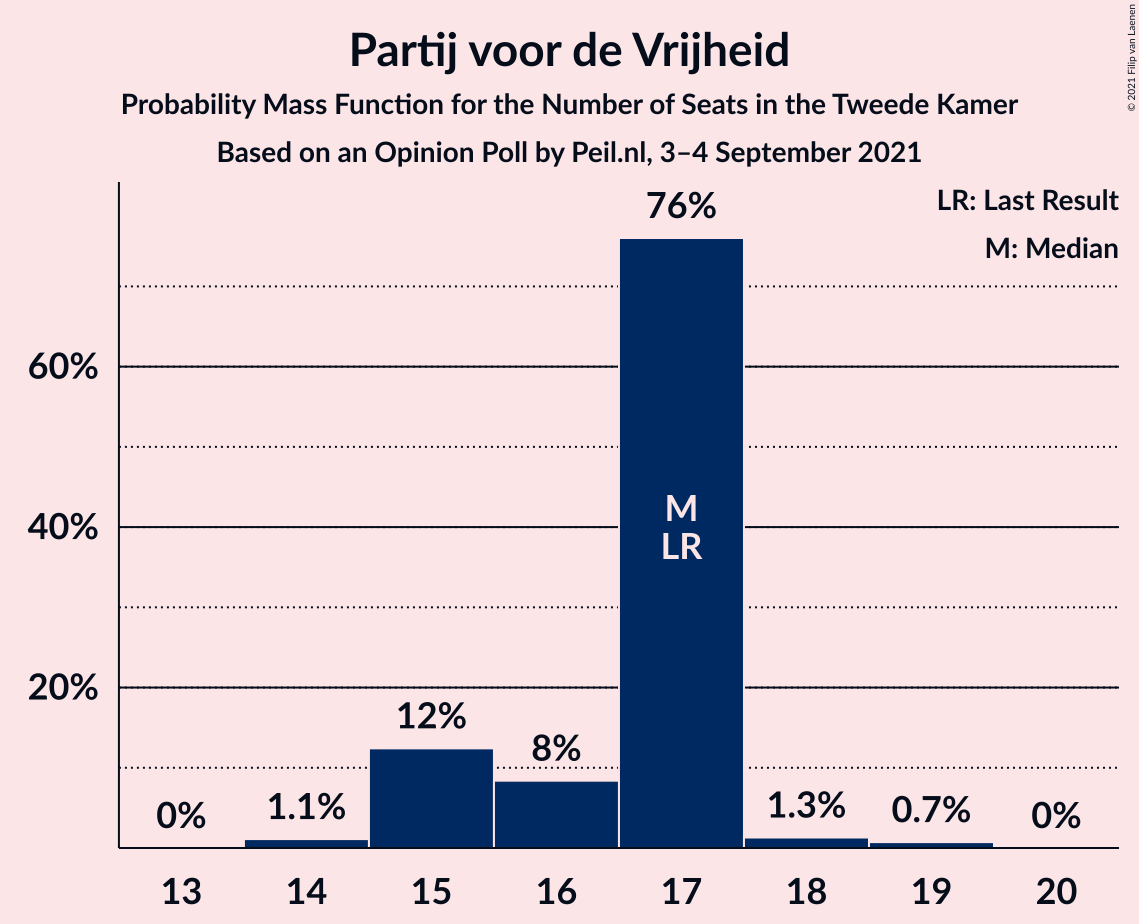 Partij voor de Vrijheid
Probability Mass Function for the Number of Seats in the Tweede Kamer
Based on an Opinion Poll by Peil.nl, 3–4 September 2021
© 2021 Filip van Laenen
LR: Last Result
M: Median
76%
60%
40%
20%
M
LR
0%
1.1%
12%
8%
1.3%
0.7%
0%
13
14
15
16
17
18
19
20